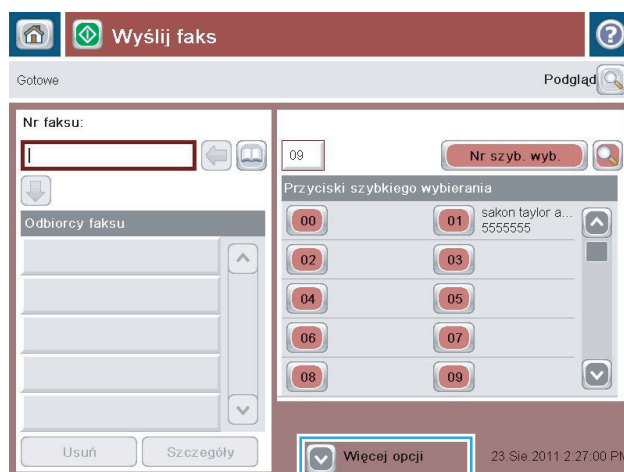 Wyślij faks
Gotowe
Podgląd
Nr faksu:
09
Nr szyb. wyb.
Przyciski szybkiego wybierania
Odbiorcy faksu
00
01
sakon taylor a...
5555555
02
03
04
05
06
07
08
09
Usuń
Szczegóły
Więcej opcji
23.Sie.2011 2:27:00 PM